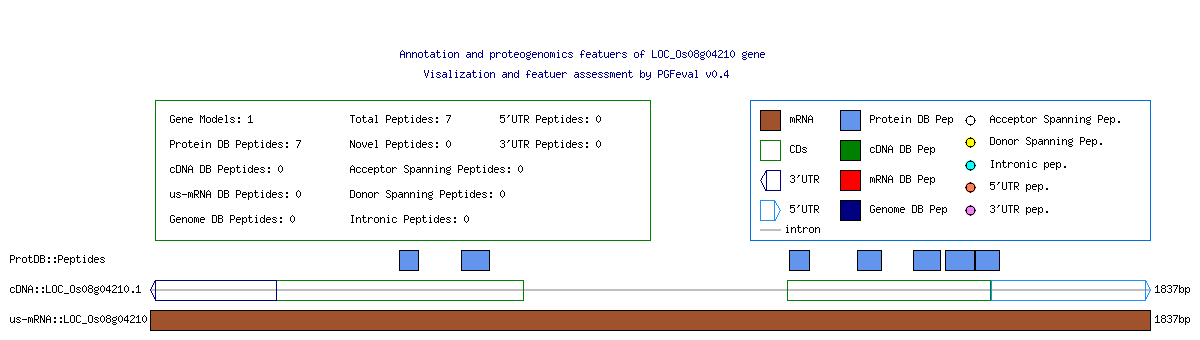 Annotation and proteogenomics featuers of LOC_Os08g04210 gene
Visalization and featuer assessment by PGFeval v0.4
Gene Models: 1 Total Peptides: 7 5'UTR Peptides: 0
Protein DB Peptides: 7 Novel Peptides: 0 3'UTR Peptides: 0
cDNA DB Peptides: 0 Acceptor Spanning Peptides: 0
us-mRNA DB Peptides: 0 Donor Spanning Peptides: 0
Genome DB Peptides: 0 Intronic Peptides: 0
mRNA Protein DB Pep Acceptor Spanning Pep.
CDs cDNA DB Pep Donor Spanning Pep.
3'UTR mRNA DB Pep Intronic pep.
5'UTR Genome DB Pep 5'UTR pep.
intron 3'UTR pep.
ProtDB::Peptides
cDNA::LOC_Os08g04210.1 1837bp
us-mRNA::LOC_Os08g04210 1837bp